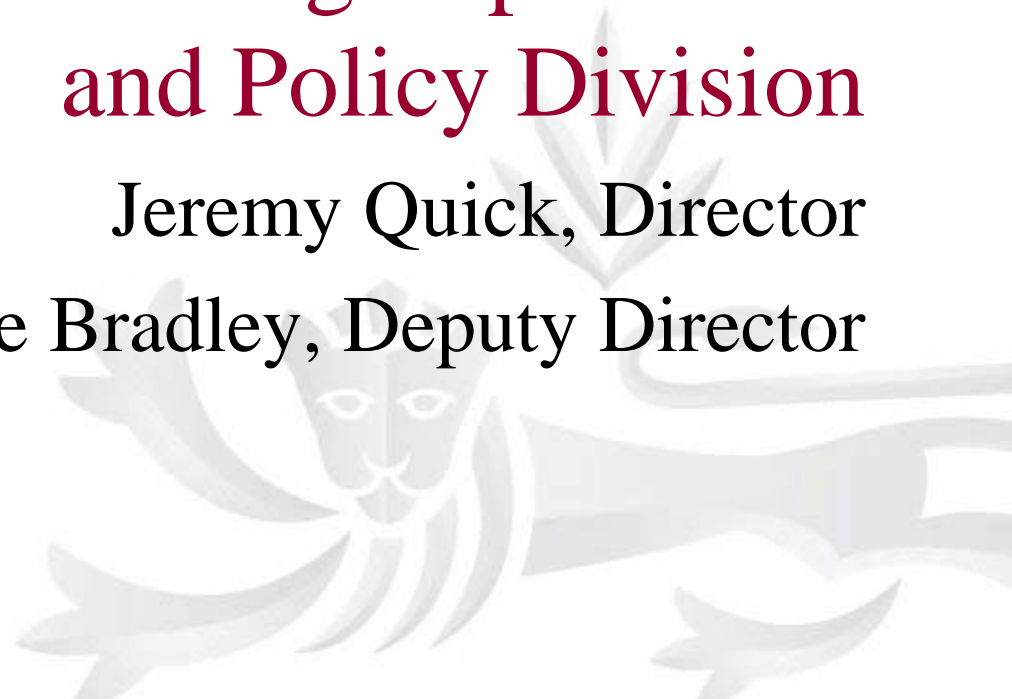 and Policy Division
Jeremy Quick, Director
Bradley, Deputy Director